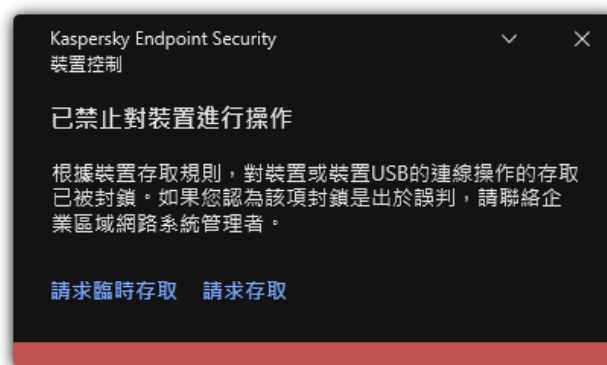 Kaspersky Endpoint Security
裝置控制
已禁止對裝置進行操作
根據裝置存取規則，對裝置或裝置USB的連線操作的存取
已被封鎖。如果您認為該項封鎖是出於誤判，請聯絡企
業區域網路系統管理者。
請求臨時存取 請求存取